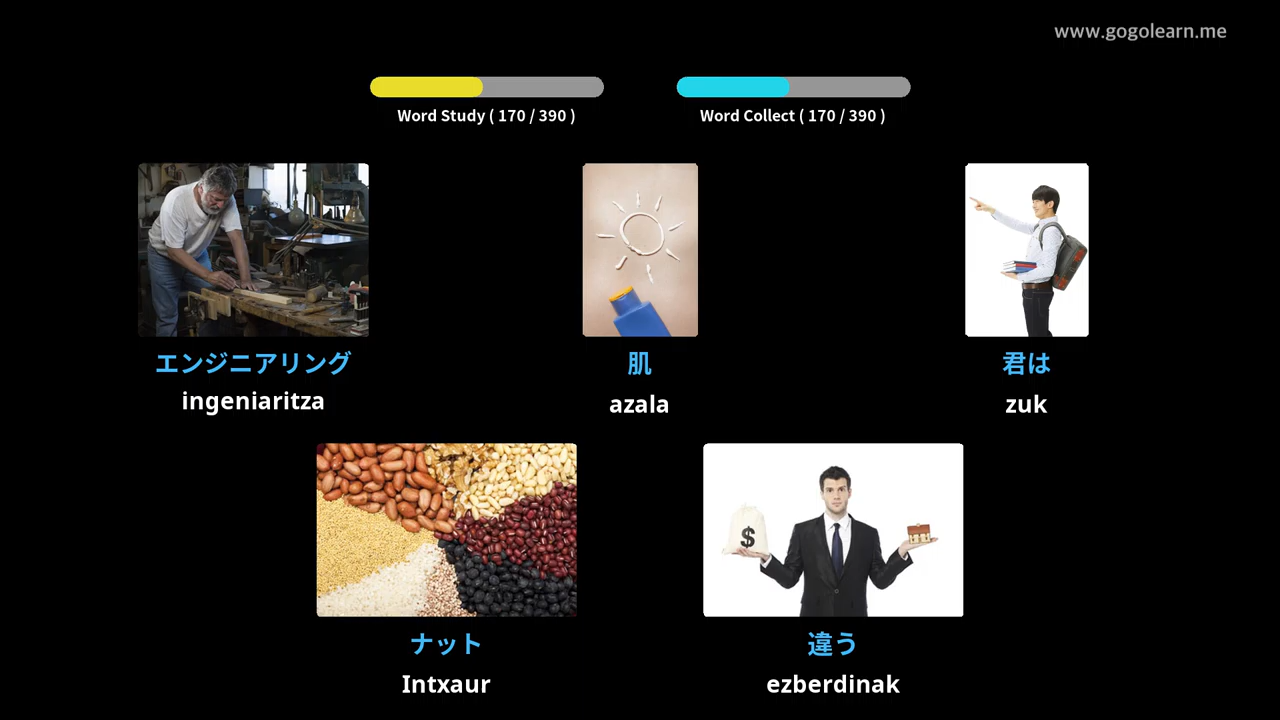 www.gogolearn.me
Word Study ( 170 / 390 )
Word Collect ( 170 / 390 )
エンジニアリング
ingeniaritza
肌
azala
君は
zuk
$
ナット
Intxaur
違う
ezberdinak